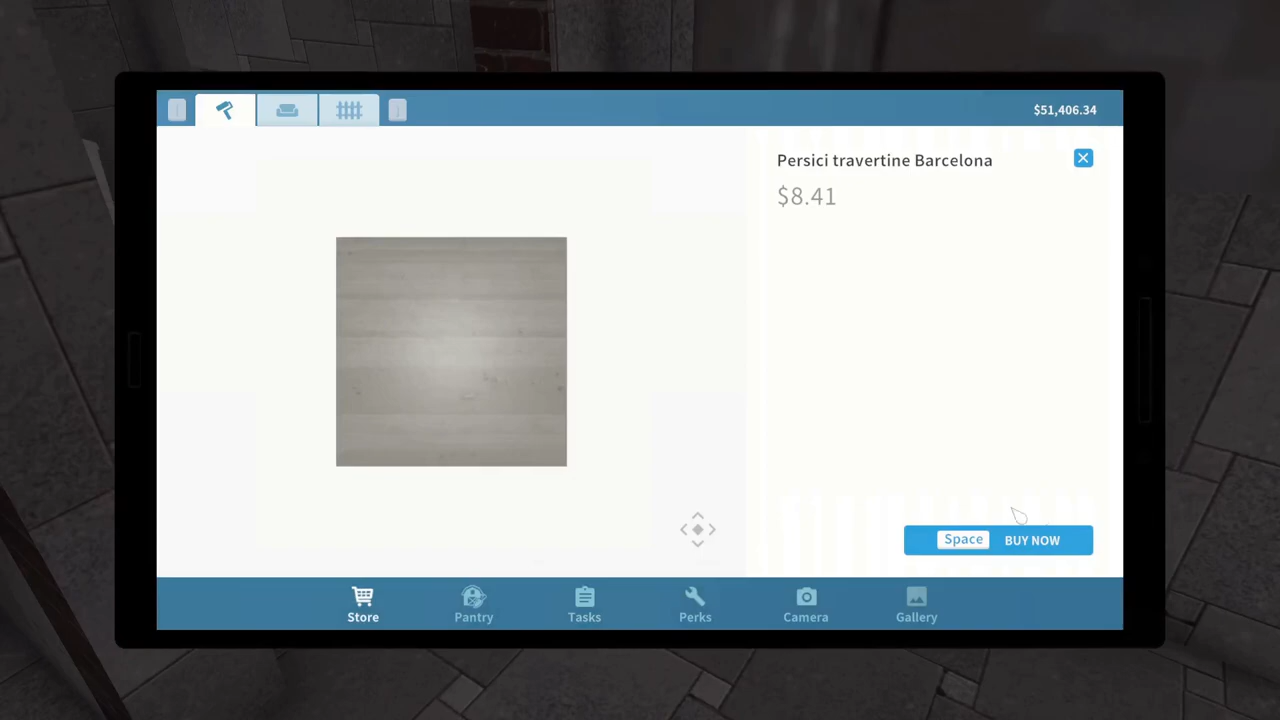 $51,406.34
Persici travertine Barcelona
$8.41
Space BUY NOW
Store Pantry Tasks Perks Camera Gallery